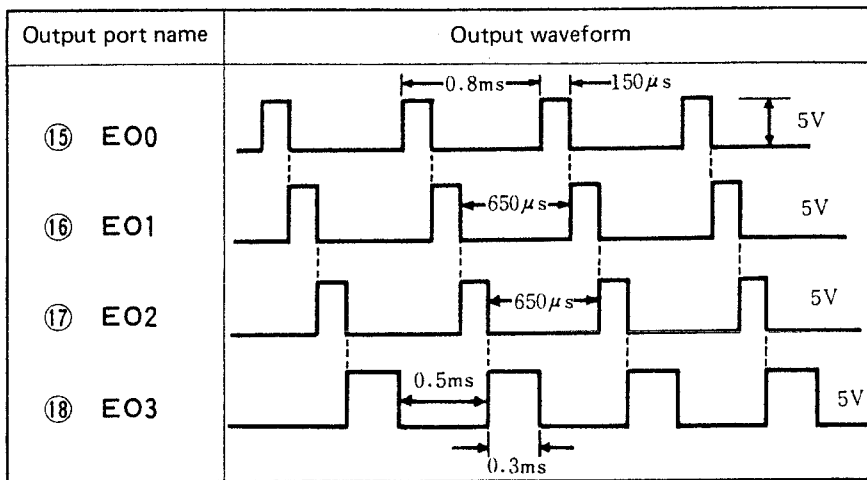 Output port name
Output waveform
0.8ms
150μs
⑮ EO0
5V
⑯ EO1
650μs
5V
⑰ EO2
650μs
5V
⑱ EO3
0.5ms
5V
0.3ms